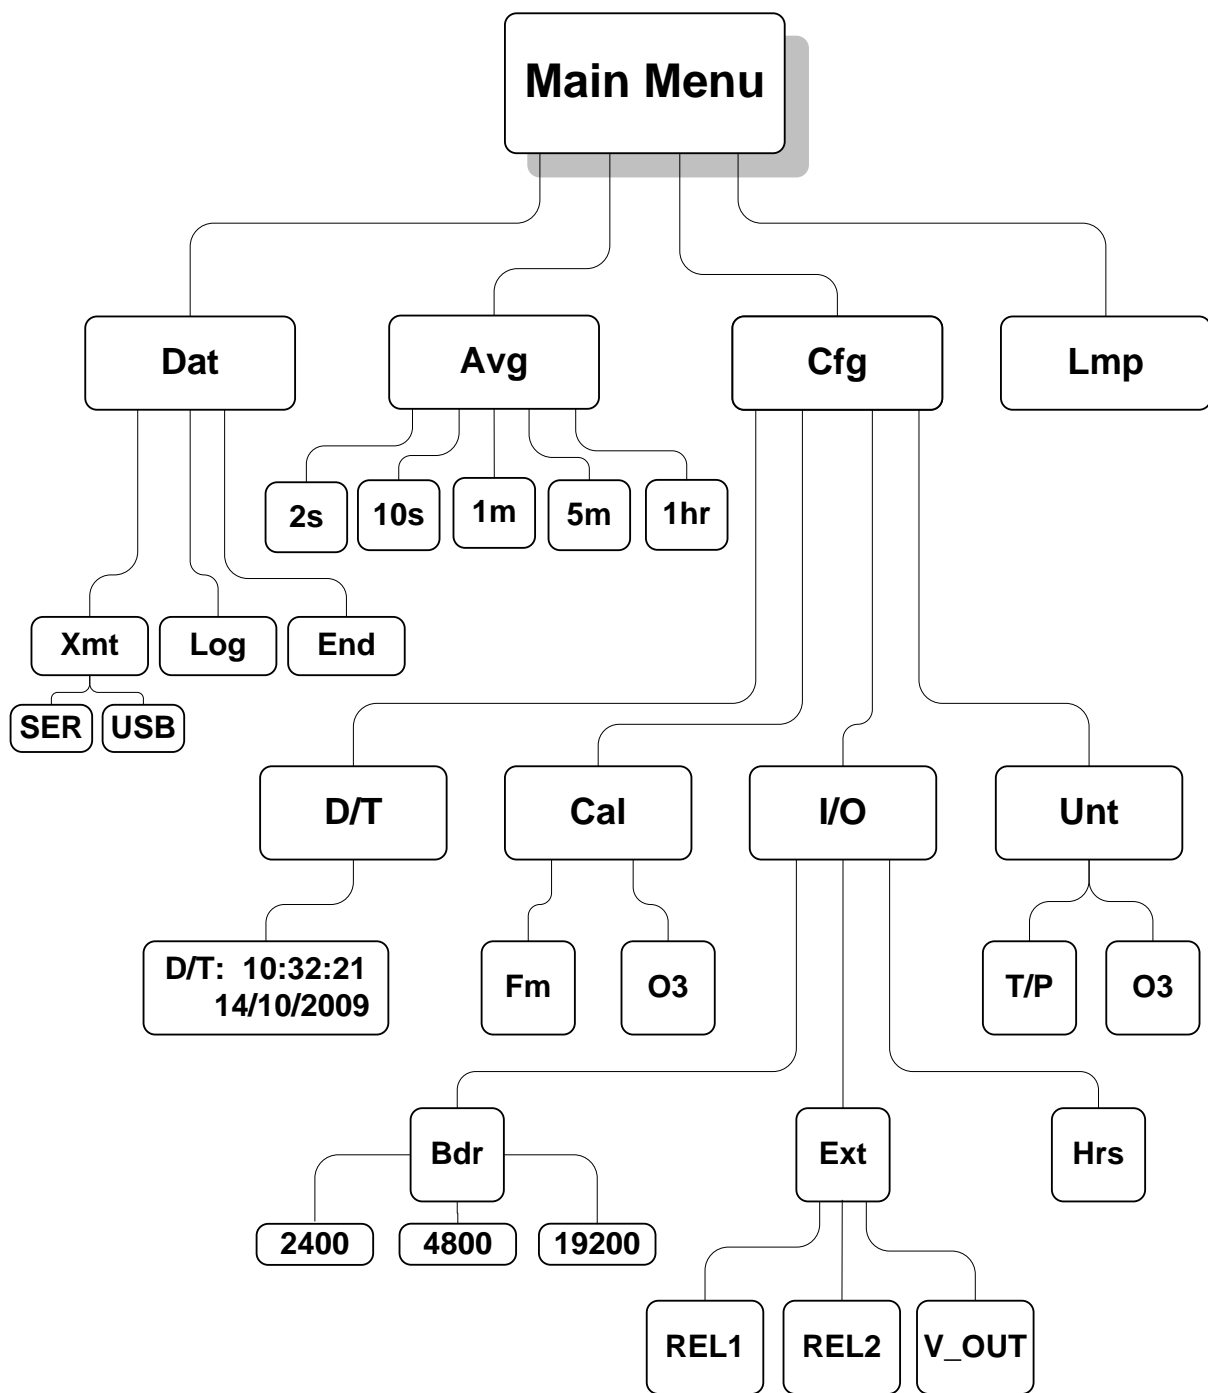 Main Menu
Dat
Avg
Cfg
Lmp
2s
10s
1m
5m
1hr
Xmt
Log
End
SER
USB
D/T
Cal
I/O
Unt
D/T: 10:32:21
14/10/2009
Fm
O3
T/P
O3
Bdr
Ext
Hrs
2400
4800
19200
REL1
REL2
V_OUT